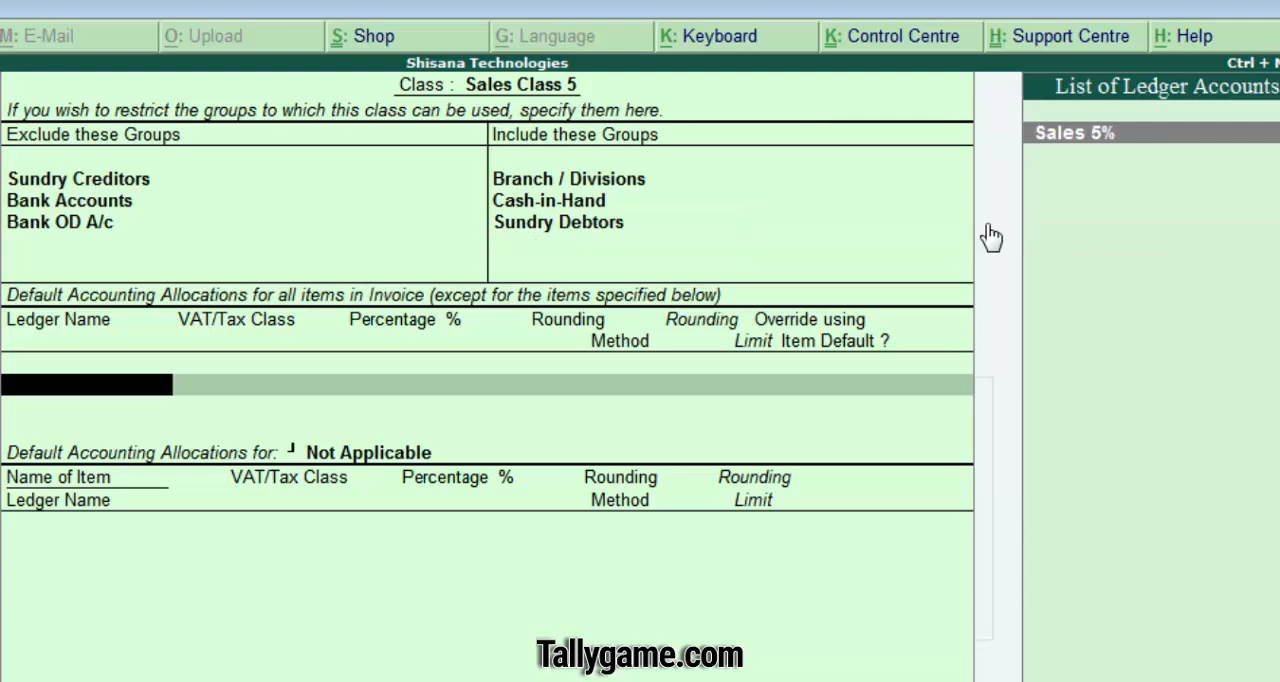 M: E-Mail O: Upload S: Shop G: Language K: Keyboard K: Control Centre H: Support Centre H: Help
Shisana Technologies Ctrl +
Class : Sales Class 5 List of Ledger Accounts
If you wish to restrict the groups to which this class can be used, specify them here.
Exclude these Groups Include these Groups Sales 5%
Sundry Creditors Branch / Divisions
Bank Accounts Cash-in-Hand
Bank OD A/c Sundry Debtors
Default Accounting Allocations for all items in Invoice (except for the items specified below)
Ledger Name VAT/Tax Class Percentage % Rounding Rounding Override using
Method Limit Item Default ?
Default Accounting Allocations for: Not Applicable
Name of Item VAT/Tax Class Percentage % Rounding Rounding
Ledger Name Method Limit
Tallygame.com